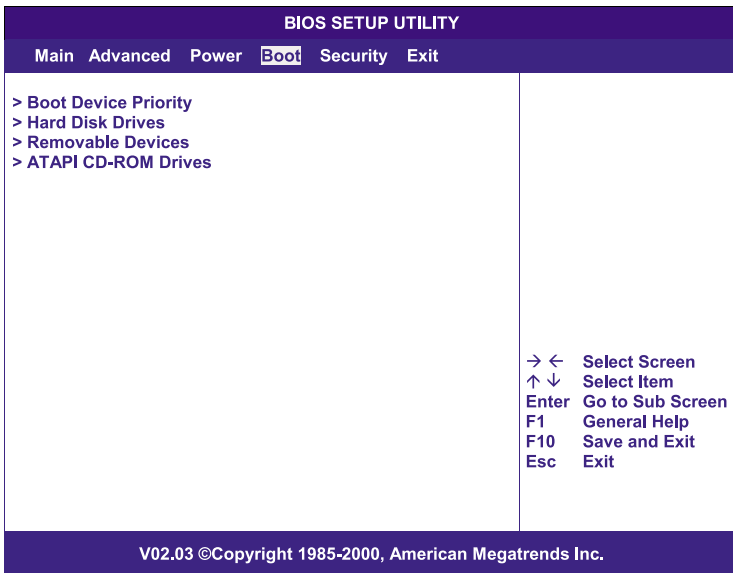 BIOS SETUP UTILITY
Main Advanced Power Boot Security Exit
> Boot Device Priority
> Hard Disk Drives
> Removable Devices
> ATAPI CD-ROM Drives
→ ← Select Screen
↑ ↓ Select Item
Enter Go to Sub Screen
F1 General Help
F10 Save and Exit
Esc Exit
V02.03 ©Copyright 1985-2000, American Megatrends Inc.